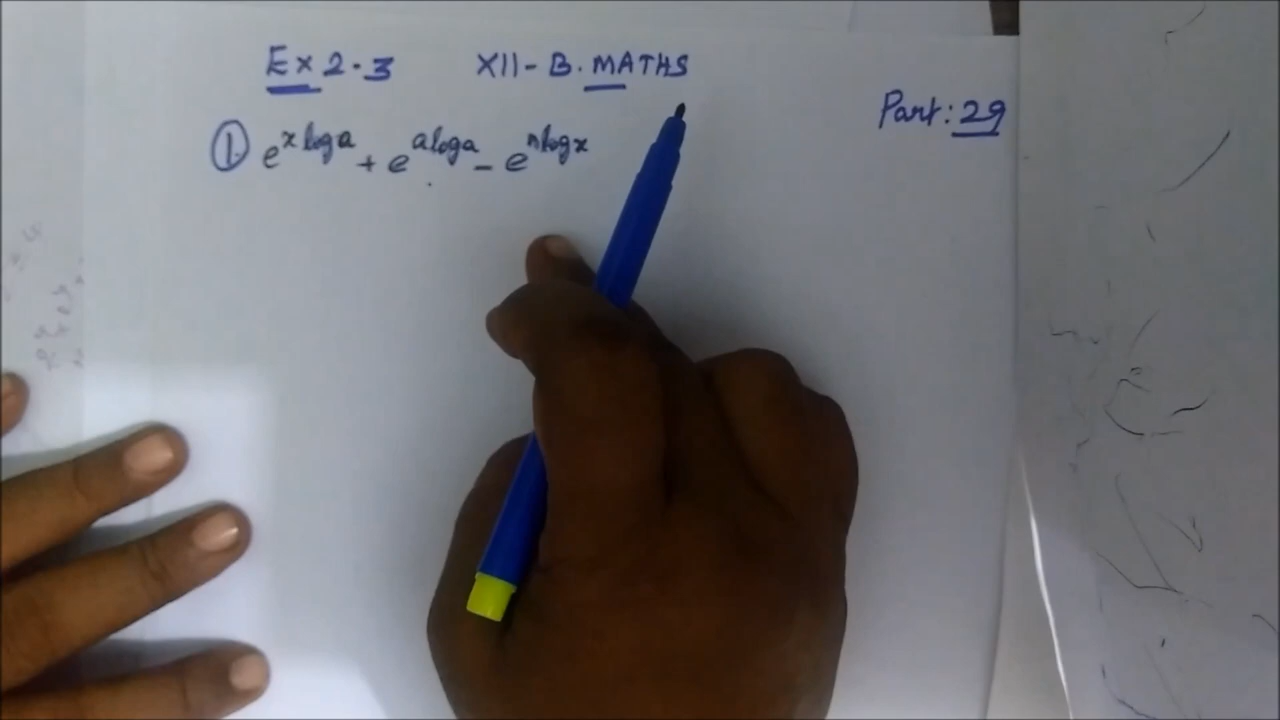 Ex 2.3 XII - B. MATHS
Part: 29
① e^{x log a} + e^{a log a} - e^{n log x}